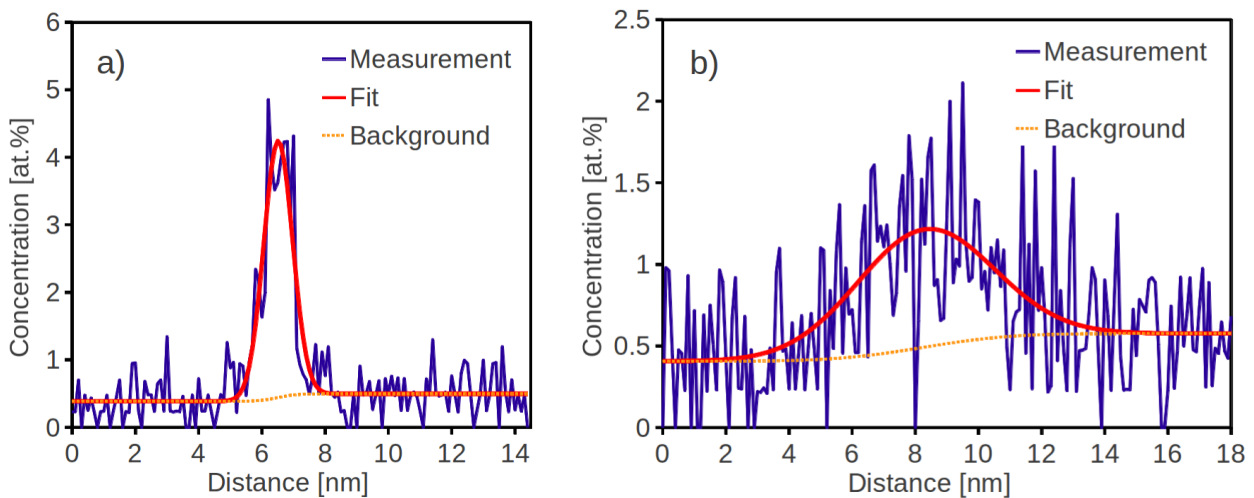 a)
Measurement
Fit
Background
Concentration [at.%]
6
5
4
3
2
1
0
0 2 4 6 8 10 12 14
Distance [nm]
b)
Measurement
Fit
Background
Concentration [at.%]
2.5
2
1.5
1
0.5
0
0 2 4 6 8 10 12 14 16 18
Distance [nm]